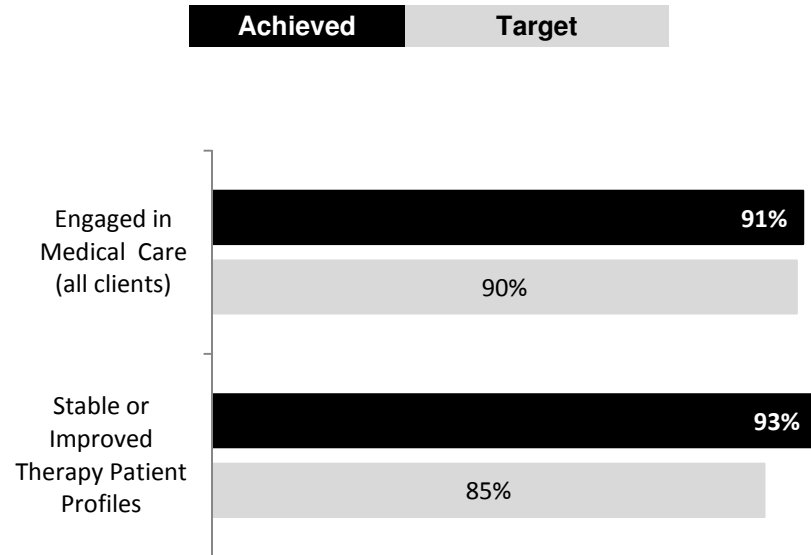 Achieved Target
Engaged in
Medical Care
(all clients)
91%
90%
Stable or
Improved
Therapy Patient
Profiles
93%
85%